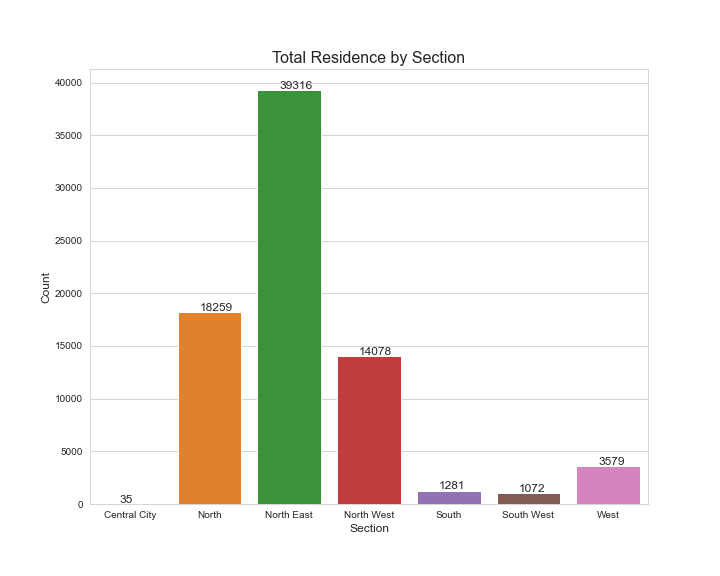 Total Residence by Section
40000
35000
30000
25000
20000
15000
10000
5000
0
Count
35
18259
39316
14078
1281
1072
3579
Central City
North
North East
North West
South
South West
West
Section